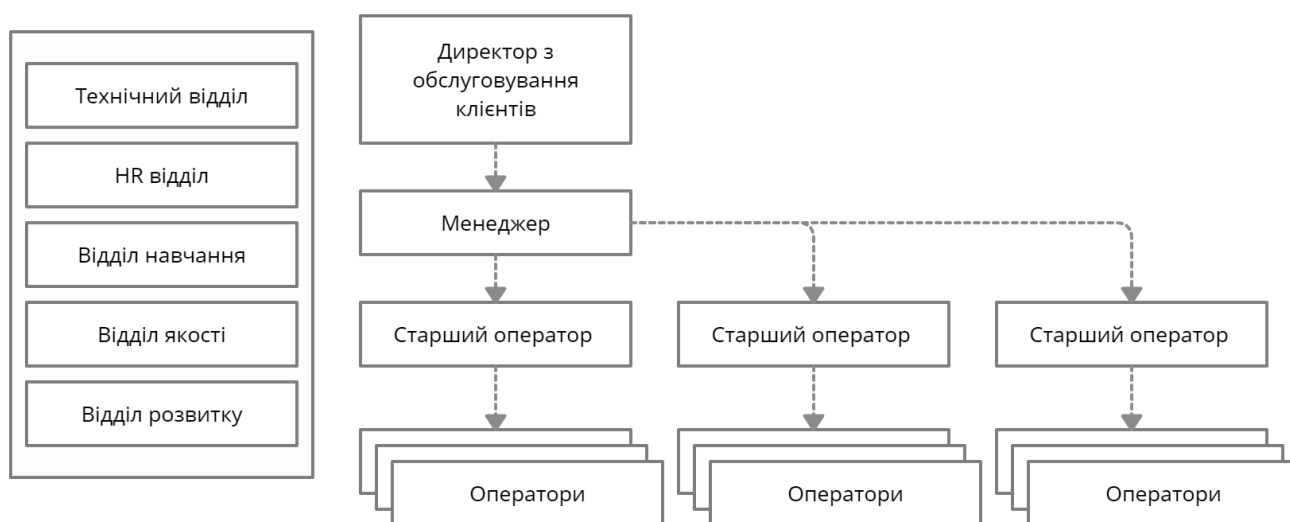 Технічний відділ
HR відділ
Відділ навчання
Відділ якості
Відділ розвитку
Директор з
обслуговування
клієнтів
Менеджер
Старший оператор
Старший оператор
Старший оператор
Оператори
Оператори
Оператори